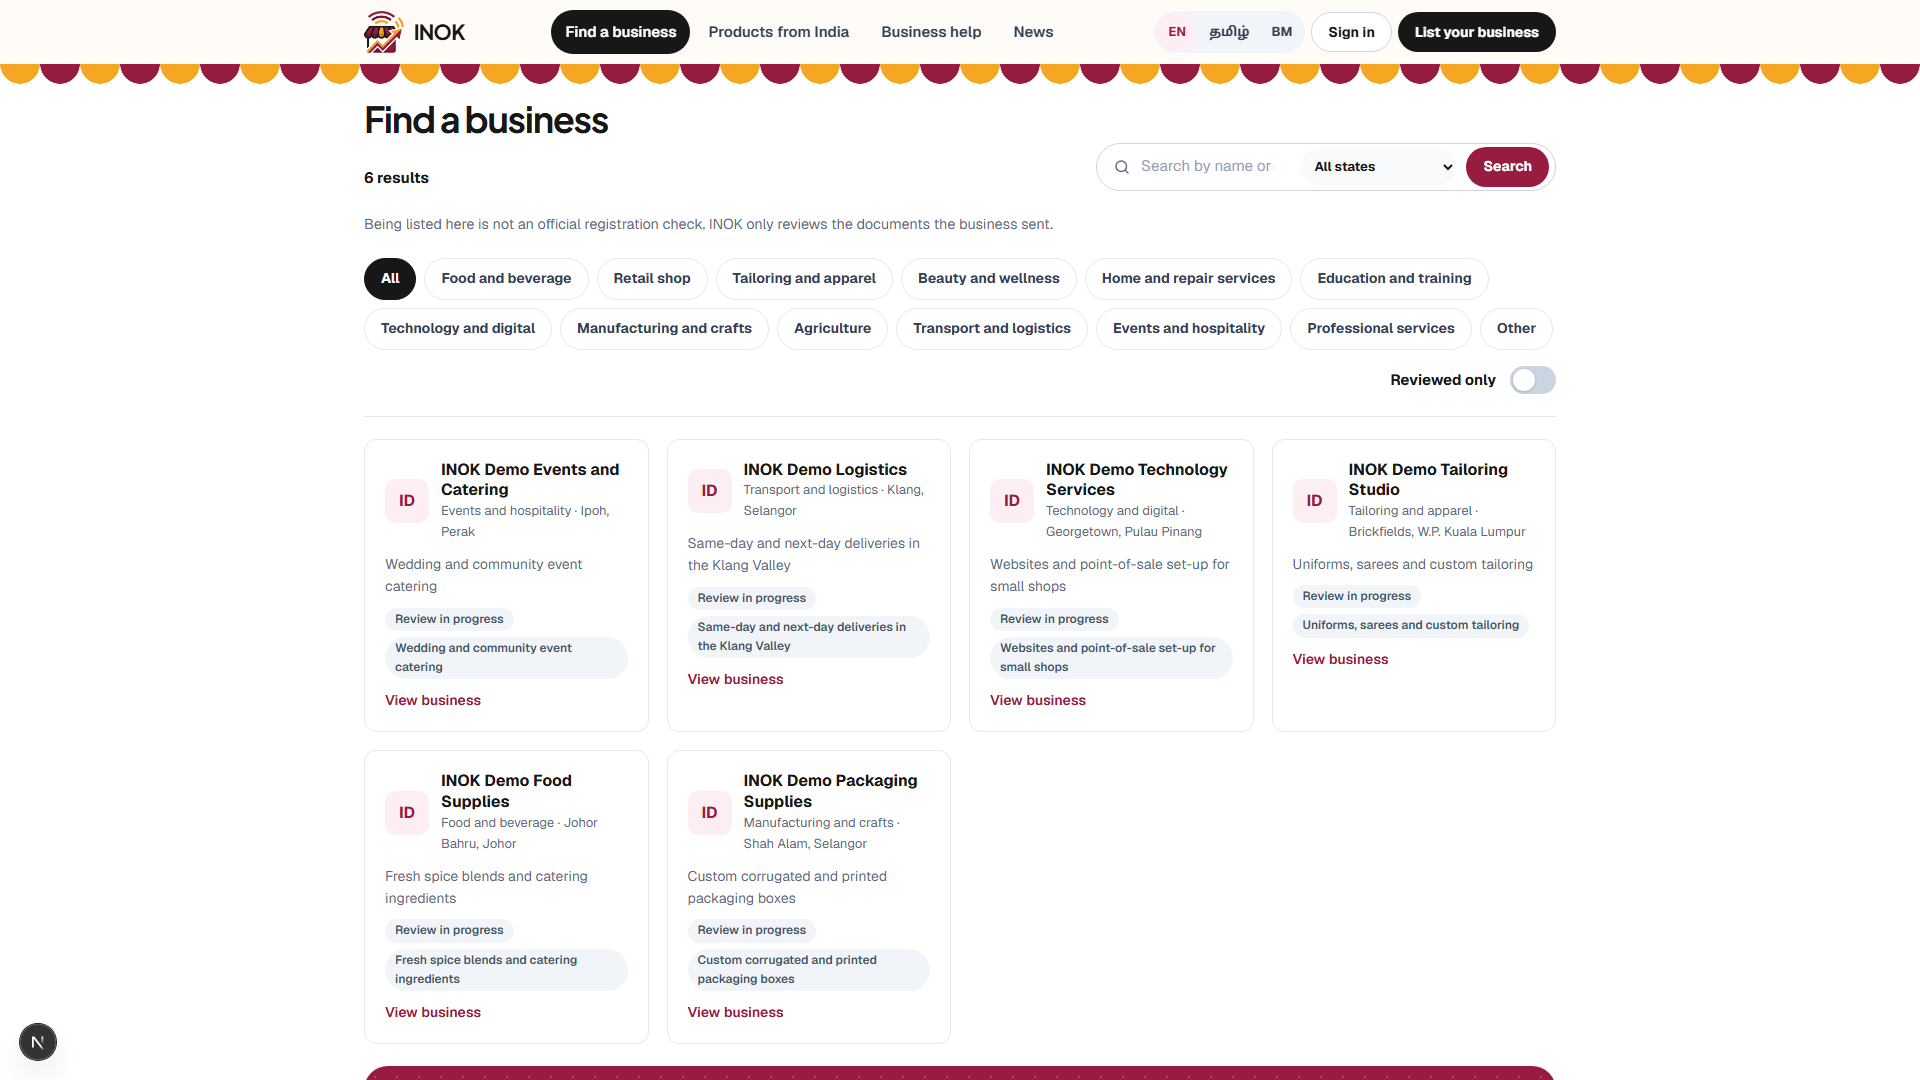 INOK
Find a business
Products from India
Business help
News
EN
தமிழ்
BM
Sign in
List your business
Find a business
6 results
Search by name or
All states
Search
Being listed here is not an official registration check. INOK only reviews the documents the business sent.
All
Food and beverage
Retail shop
Tailoring and apparel
Beauty and wellness
Home and repair services
Education and training
Technology and digital
Manufacturing and crafts
Agriculture
Transport and logistics
Events and hospitality
Professional services
Other
Reviewed only
ID
INOK Demo Events and
Catering
Events and hospitality · Ipoh,
Perak
Wedding and community event
catering
Review in progress
Wedding and community event
catering
View business
ID
INOK Demo Logistics
Transport and logistics · Klang,
Selangor
Same-day and next-day deliveries in
the Klang Valley
Review in progress
Same-day and next-day deliveries in
the Klang Valley
View business
ID
INOK Demo Technology
Services
Technology and digital ·
Georgetown, Pulau Pinang
Websites and point-of-sale set-up for
small shops
Review in progress
Websites and point-of-sale set-up for
small shops
View business
ID
INOK Demo Tailoring
Studio
Tailoring and apparel ·
Brickfields, W.P. Kuala Lumpur
Uniforms, sarees and custom tailoring
Review in progress
Uniforms, sarees and custom tailoring
View business
ID
INOK Demo Food
Supplies
Food and beverage · Johor
Bahru, Johor
Fresh spice blends and catering
ingredients
Review in progress
Fresh spice blends and catering
ingredients
View business
ID
INOK Demo Packaging
Supplies
Manufacturing and crafts ·
Shah Alam, Selangor
Custom corrugated and printed
packaging boxes
Review in progress
Custom corrugated and printed
packaging boxes
View business
N